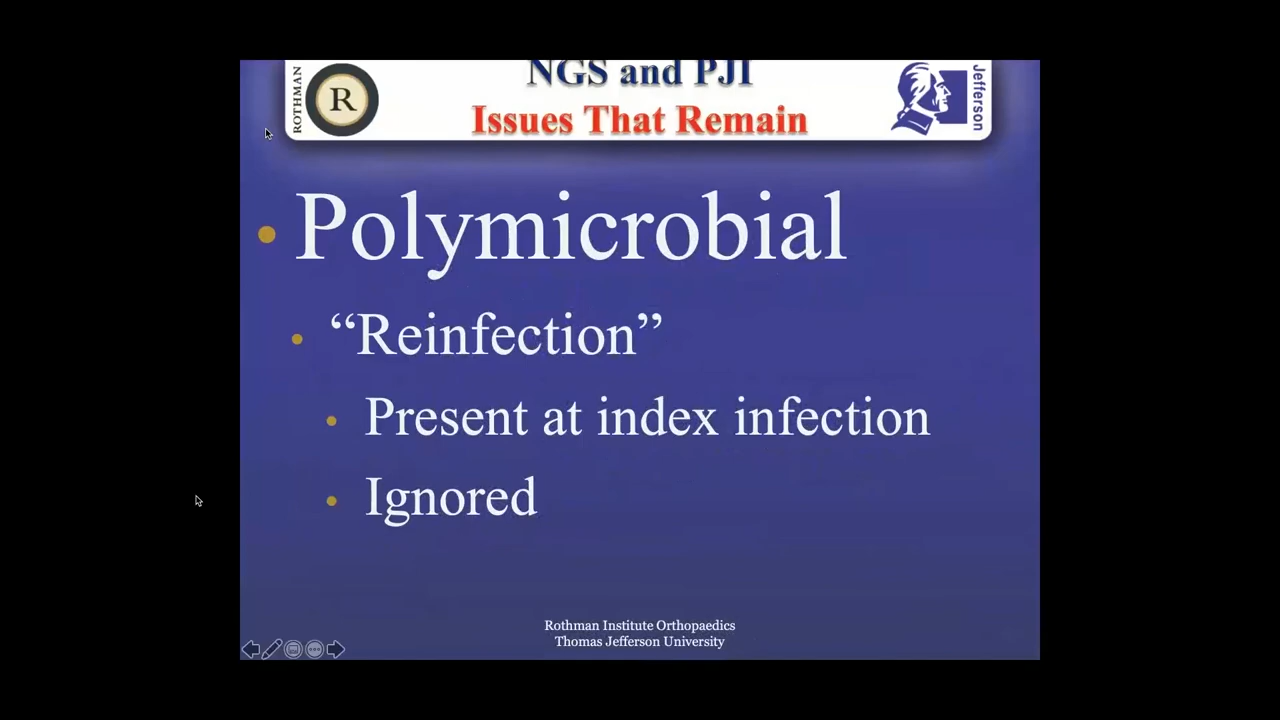 NGS and PJI
Issues That Remain
ROTHMAN
R
Jefferson
Polymicrobial
“Reinfection”
Present at index infection
Ignored
Rothman Institute Orthopaedics
Thomas Jefferson University